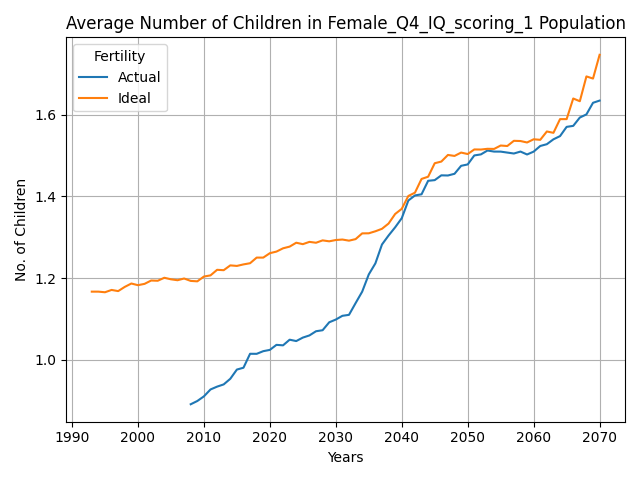 Average Number of Children in Female_Q4_IQ_scoring_1 Population
Fertility
Actual
Ideal
No. of Children
1.6
1.4
1.2
1.0
1990 2000 2010 2020 2030 2040 2050 2060 2070
Years